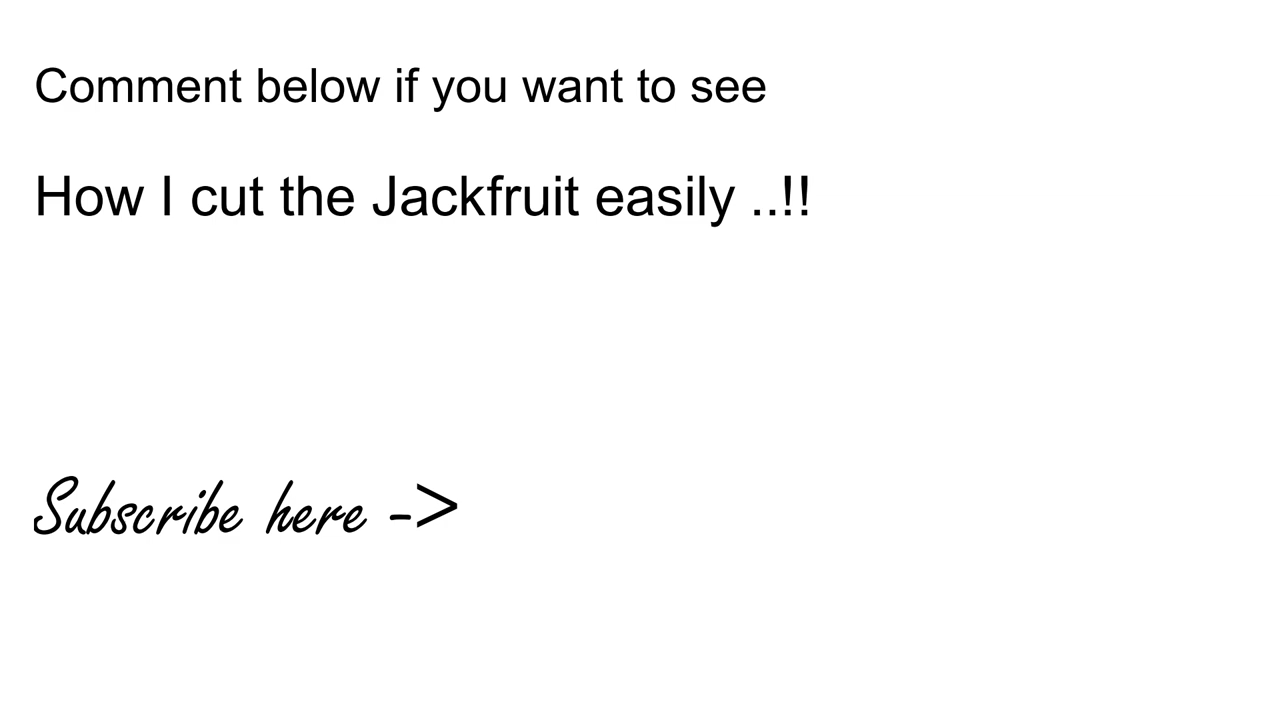 Comment below if you want to see
How I cut the Jackfruit easily ..!!
Subscribe here ->